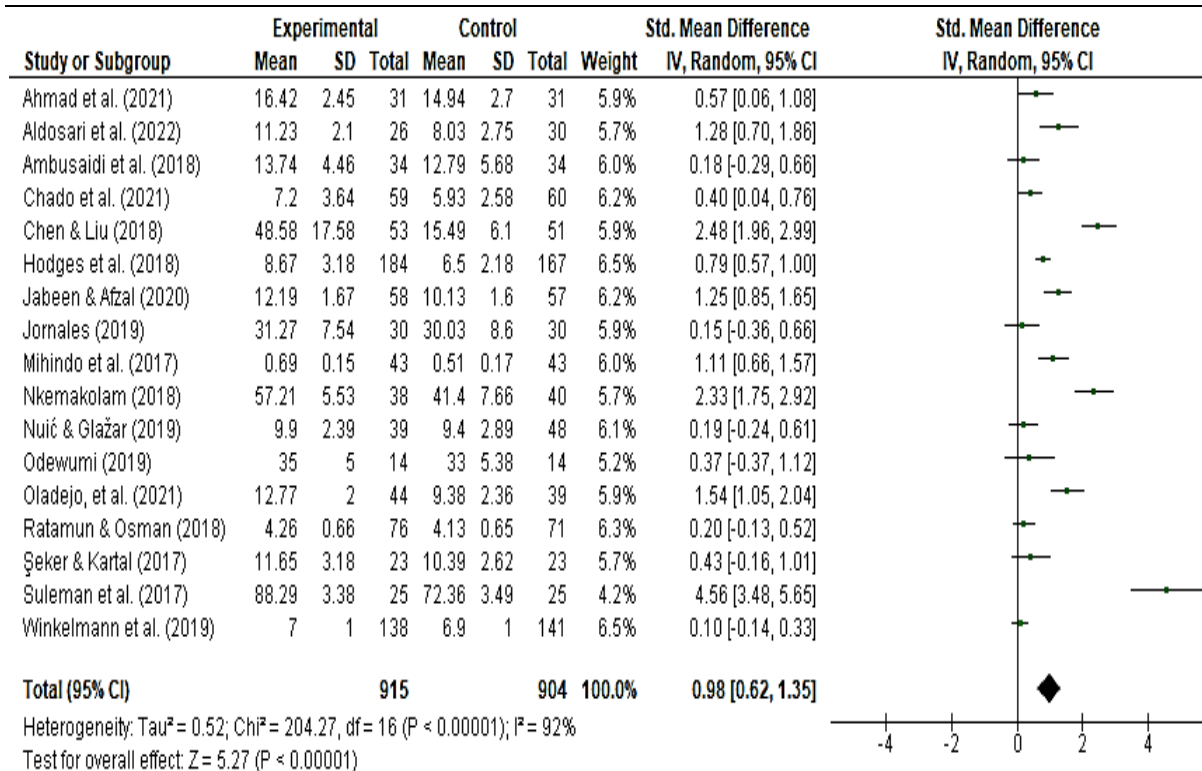 Experimental Control Std. Mean Difference Std. Mean Difference
Study or Subgroup Mean SD Total Mean SD Total Weight IV, Random, 95% CI IV, Random, 95% CI
Ahmad et al. (2021) 16.42 2.45 31 14.94 2.7 31 5.9% 0.57 [0.06, 1.08]
Aldosari et al. (2022) 11.23 2.1 26 8.03 2.75 30 5.7% 1.28 [0.70, 1.86]
Ambusaidi et al. (2018) 13.74 4.46 34 12.79 5.68 34 6.0% 0.18 [-0.29, 0.66]
Chado et al. (2021) 7.2 3.64 59 5.93 2.58 60 6.3% 0.40 [0.04, 0.76]
Chen & Liu (2018) 48.58 17.58 53 15.49 6.1 51 5.9% 2.48 [1.96, 2.99]
Hodges et al. (2018) 8.67 3.18 184 6.5 2.18 167 6.5% 0.79 [0.57, 1.00]
Jabeen & Afzal (2020) 12.19 1.67 58 10.13 1.6 57 6.2% 1.25 [0.85, 1.65]
Jornales (2019) 31.27 7.54 30 30.03 8.6 30 5.9% 0.15 [-0.36, 0.66]
Mihindo et al. (2017) 0.69 0.15 43 0.51 0.17 43 6.0% 1.11 [0.66, 1.57]
Nkemakolam (2018) 57.21 5.53 38 41.4 7.66 40 5.7% 2.33 [1.75, 2.92]
Nuić & Glažar (2019) 9.9 2.39 39 9.4 2.89 48 6.1% 0.19 [-0.24, 0.61]
Odewumi (2019) 35 5 14 33 5.38 14 5.2% 0.37 [-0.37, 1.12]
Oladejo, et al. (2021) 12.77 2 44 9.38 2.36 39 5.9% 1.54 [1.05, 2.04]
Ratamun & Osman (2018) 4.26 0.66 76 4.13 0.65 71 6.3% 0.20 [-0.13, 0.52]
Şeker & Kartal (2017) 11.65 3.18 23 10.39 2.62 23 5.7% 0.43 [-0.16, 1.01]
Suleman et al. (2017) 88.29 3.38 25 72.36 3.49 25 4.2% 4.56 [3.48, 5.65]
Winkelmann et al. (2019) 7 1 138 6.9 1 141 6.5% 0.10 [-0.14, 0.33]
Total (95% CI) 915 904 100.0% 0.98 [0.62, 1.35]
Heterogeneity: Tau² = 0.52; Chi² = 204.27, df = 16 (P < 0.00001); I² = 92%
Test for overall effect: Z = 5.27 (P < 0.00001)
-4 -2 0 2 4